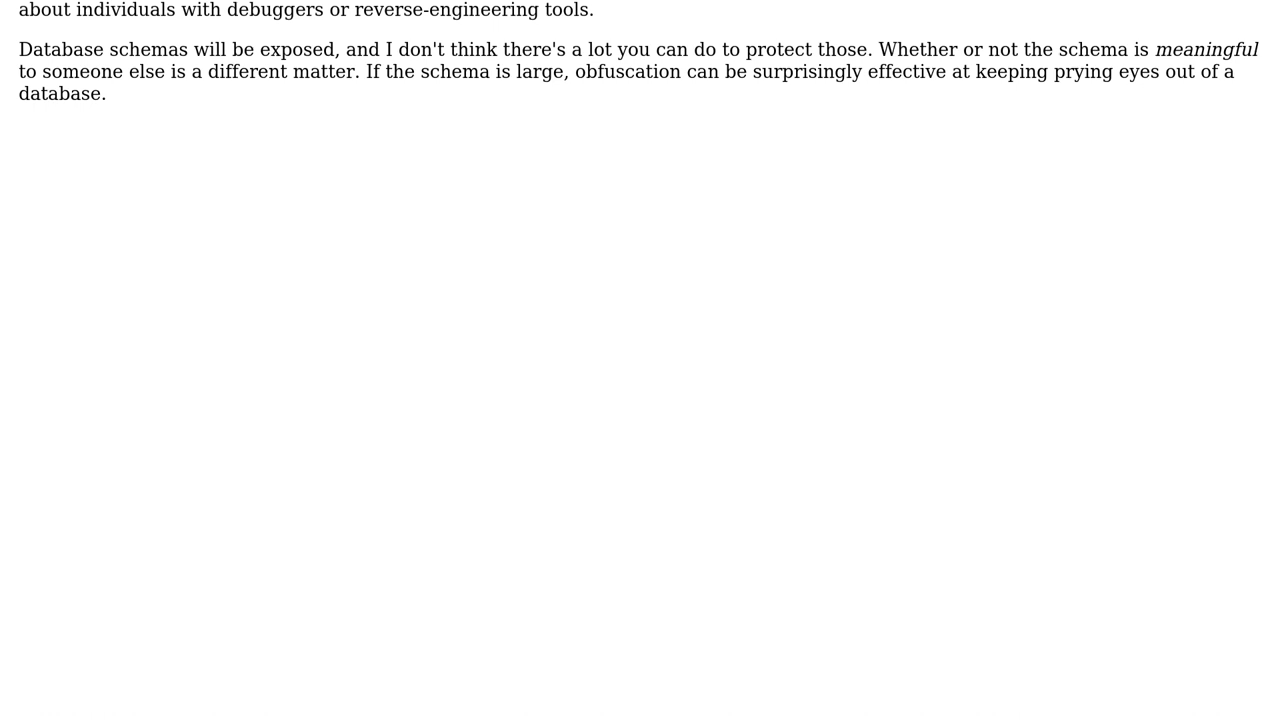 about individuals with debuggers or reverse-engineering tools.
Database schemas will be exposed, and I don't think there's a lot you can do to protect those. Whether or not the schema is meaningful
to someone else is a different matter. If the schema is large, obfuscation can be surprisingly effective at keeping prying eyes out of a
database.